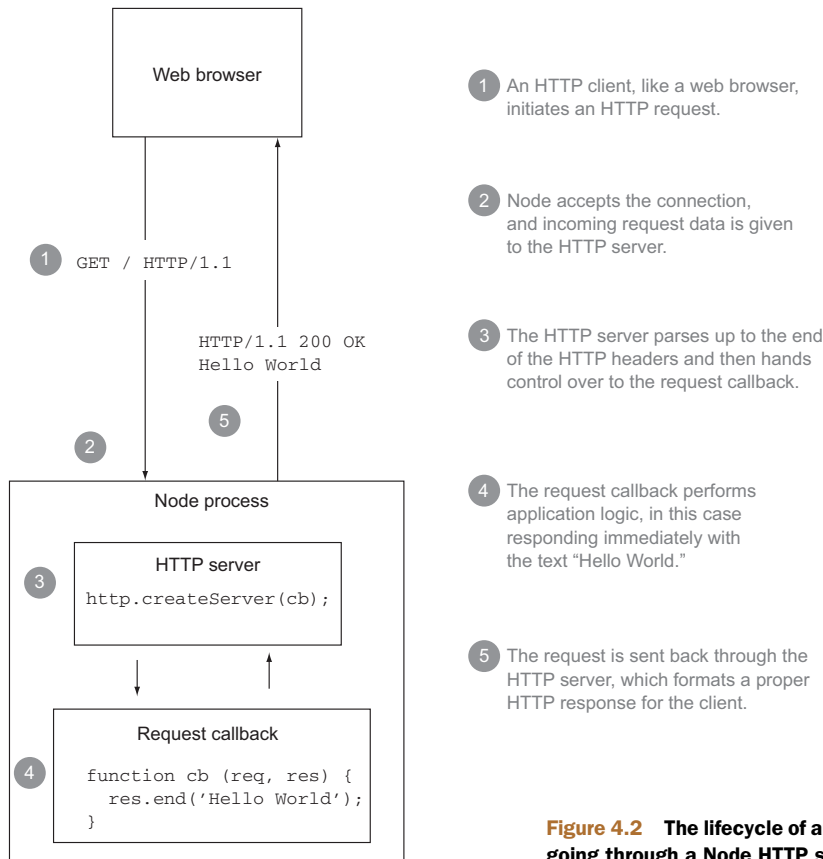 Web browser
1 GET / HTTP/1.1
HTTP/1.1 200 OK
Hello World
5
2
Node process
HTTP server
3
http.createServer(cb);
Request callback
4
function cb (req, res) {
res.end('Hello World');
}
1 An HTTP client, like a web browser,
initiates an HTTP request.
2 Node accepts the connection,
and incoming request data is given
to the HTTP server.
3 The HTTP server parses up to the end
of the HTTP headers and then hands
control over to the request callback.
4 The request callback performs
application logic, in this case
responding immediately with
the text “Hello World.”
5 The request is sent back through the
HTTP server, which formats a proper
HTTP response for the client.
Figure 4.2 The lifecycle of a
going through a Node HTTP s